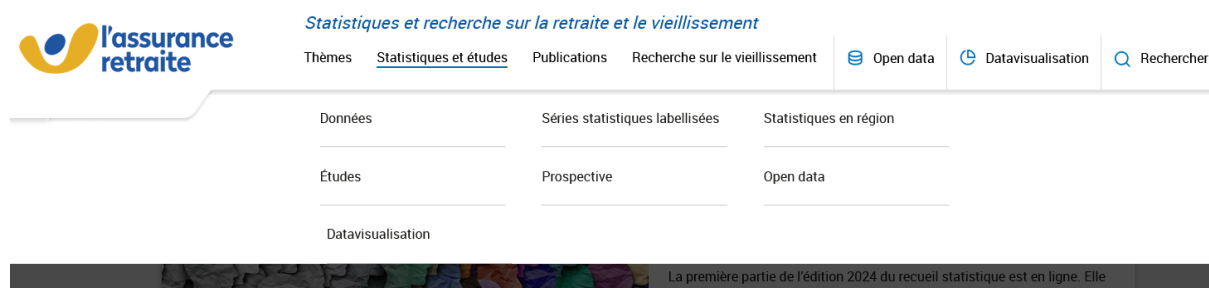 l'assurance
retraite
Statistiques et recherche sur la retraite et le vieillissement
Thèmes Statistiques et études Publications Recherche sur le vieillissement Open data Datavisualisation Rechercher
Données Séries statistiques labellisées Statistiques en région
Études Prospective Open data
Datavisualisation
La première partie de l'édition 2024 du recueil statistique est en ligne. Elle